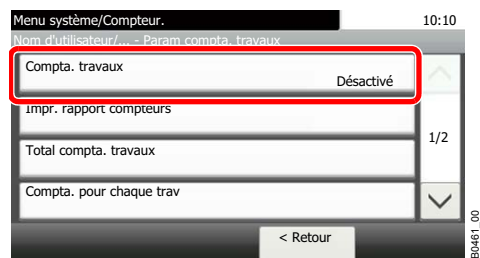 Menu système/Compteur.
10:10
Nom d'utilisateur/... - Param compta. travaux
Compta. travaux
Désactivé
Impr. rapport compteurs
1/2
Total compta. travaux
Compta. pour chaque trav
< Retour
B0461_00